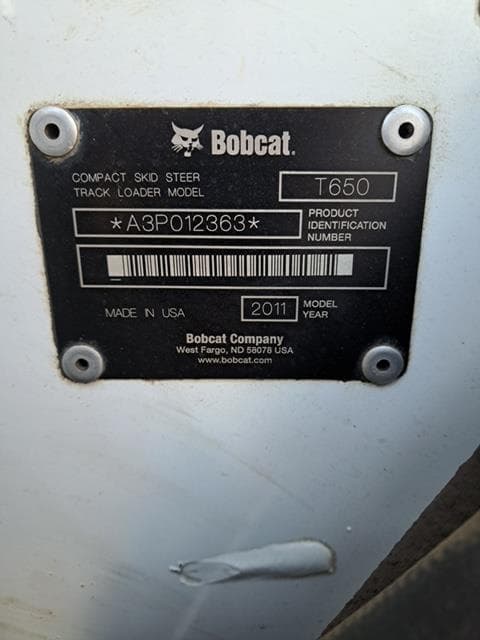 Bobcat.
COMPACT SKID STEER
TRACK LOADER MODEL
T650
*A3P012363*
PRODUCT
IDENTIFICATION
NUMBER
MADE IN USA
2011
MODEL
YEAR
Bobcat Company
West Fargo, ND 58078 USA
www.bobcat.com